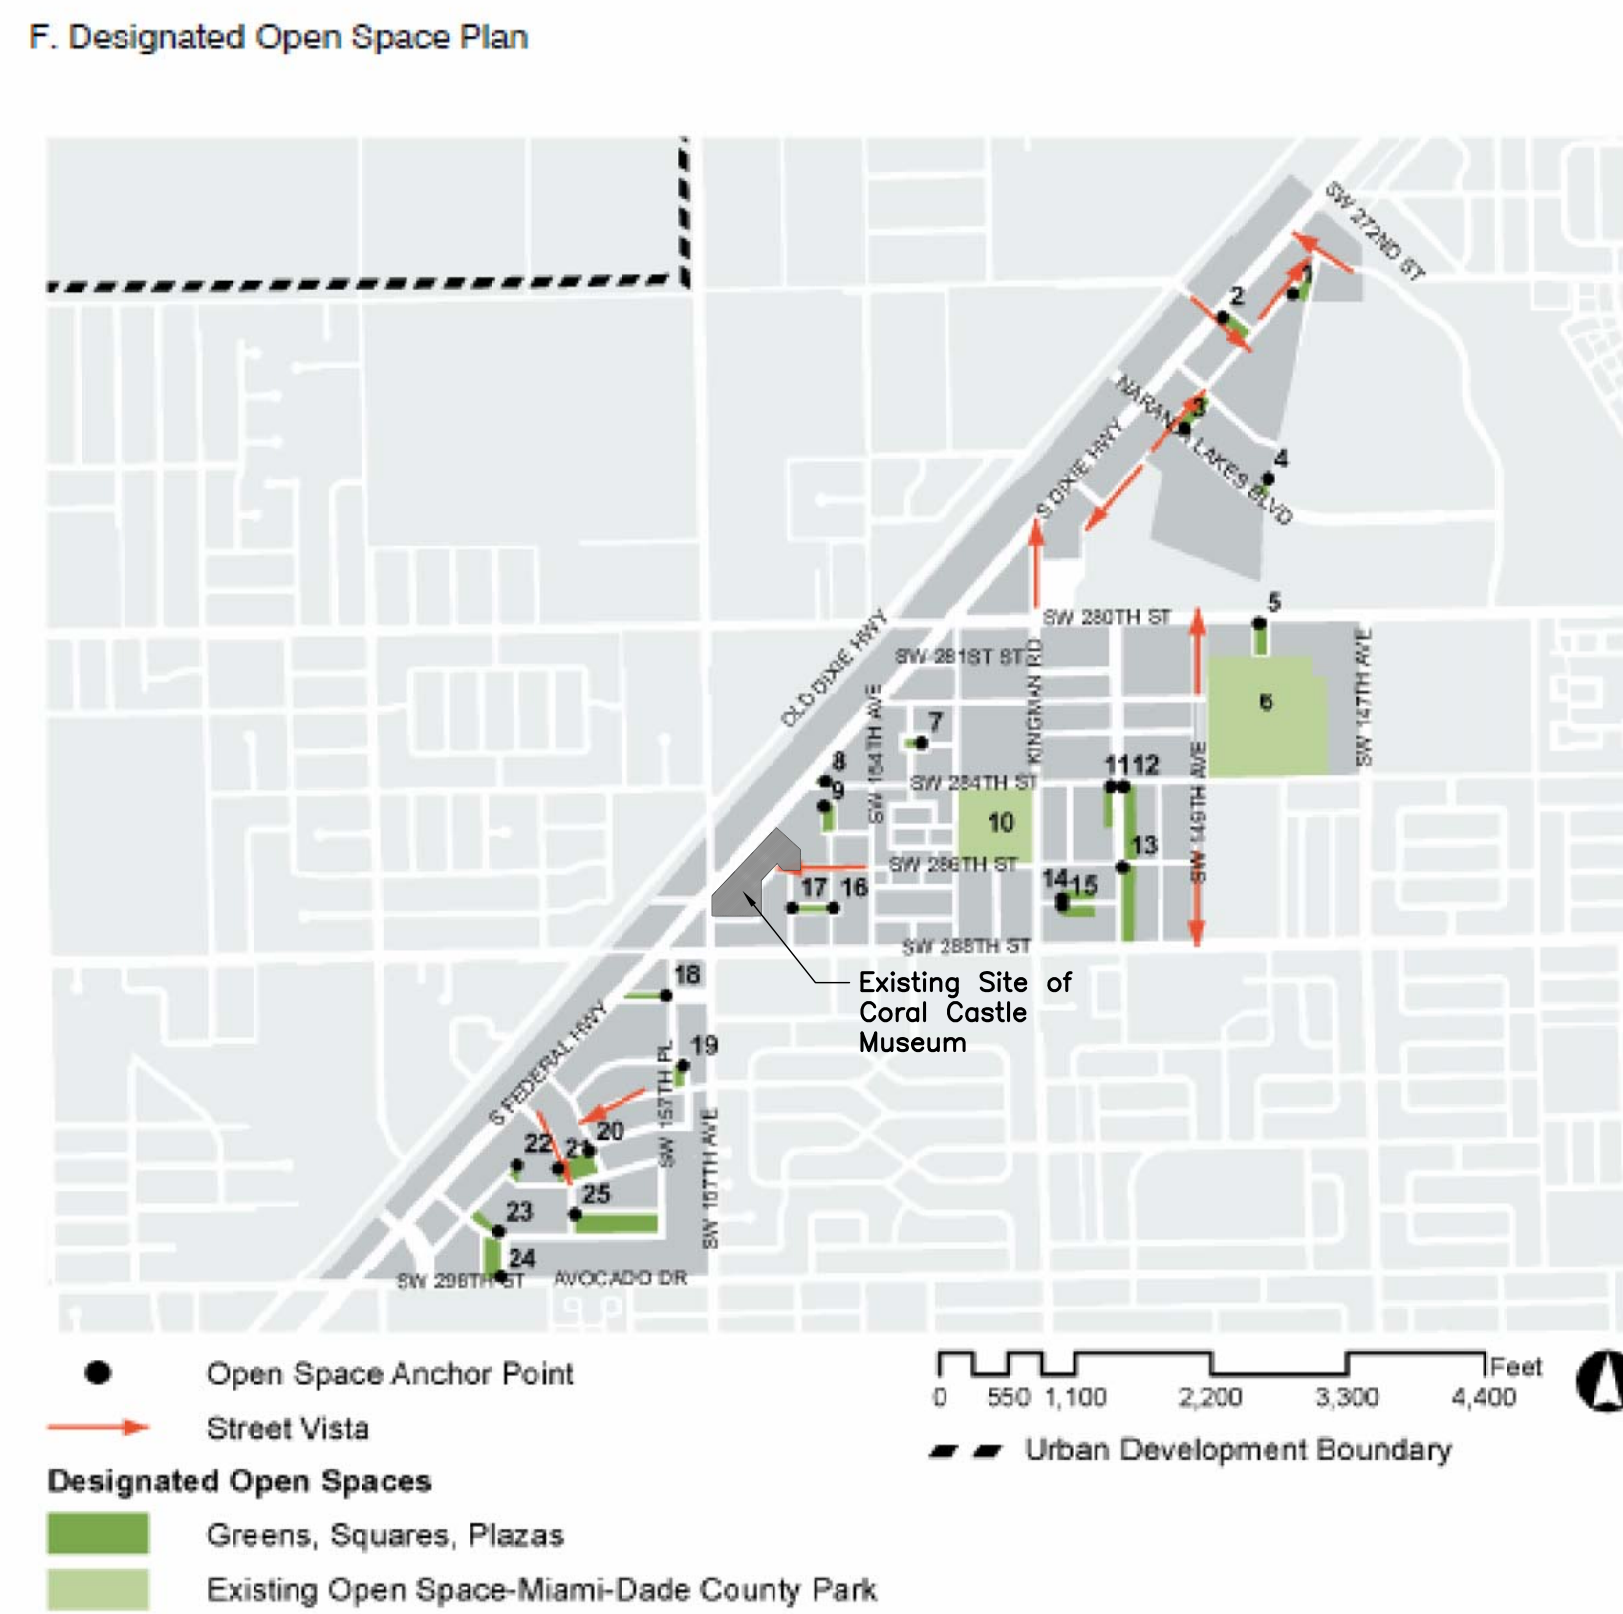 F. Designated Open Space Plan
SW 272ND ST
1
2
NARANJA LAKES BLVD
3
S DIXIE HWY
4
5
SW 280TH ST
OLD DIXIE HWY
SW 281ST ST
KINGMAN RD
SW 147TH AVE
6
SW 164TH AVE
7
8
SW 284TH ST
11 12
9
SW 149TH AVE
10
13
SW 286TH ST
17 16
14 15
SW 288TH ST
18
Existing Site of
Coral Castle
Museum
S FEDERAL HWY
19
SW 157TH PL
SW 167TH AVE
20
22 21
25
23
24
SW 298TH ST
AVOCADO DR
Open Space Anchor Point
Feet
0 550 1,100 2,200 3,300 4,400
Street Vista
Urban Development Boundary
Designated Open Spaces
Greens, Squares, Plazas
Existing Open Space-Miami-Dade County Park